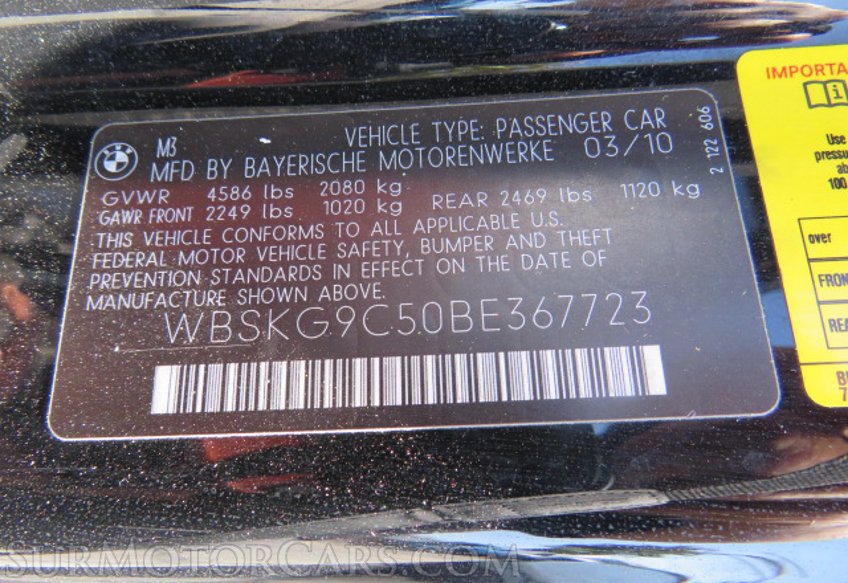 M3 VEHICLE TYPE: PASSENGER CAR
MFD BY BAYERISCHE MOTORENWERKE 03/10
GVWR 4586 lbs 2080 kg
GAWR FRONT 2249 lbs 1020 kg REAR 2469 lbs 1120 kg
THIS VEHICLE CONFORMS TO ALL APPLICABLE U.S.
FEDERAL MOTOR VEHICLE SAFETY, BUMPER AND THEFT
PREVENTION STANDARDS IN EFFECT ON THE DATE OF
MANUFACTURE SHOWN ABOVE.
WBSKG9C50BE367723
2 122 606
IMPORTA
Use
pressu
ab
100
over
FRON
REA
SURMOTORCARS.COM